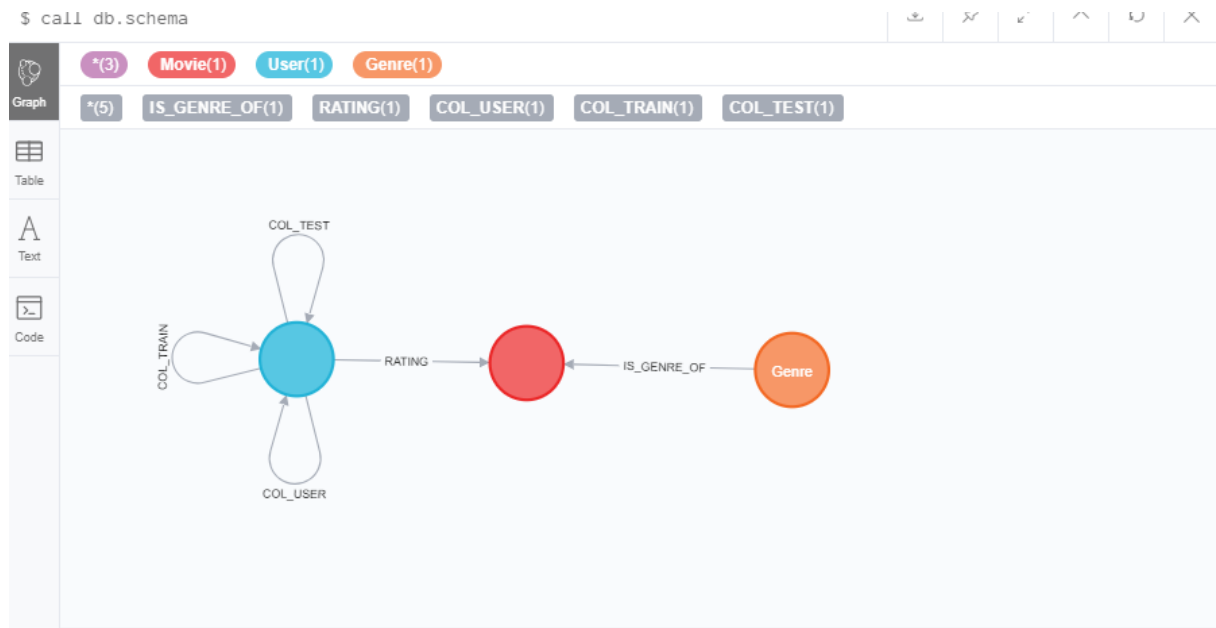 $ call db.schema
*(3) Movie(1) User(1) Genre(1)
Graph
*(5) IS_GENRE_OF(1) RATING(1) COL_USER(1) COL_TRAIN(1) COL_TEST(1)
Table
A
Text
>_
Code
COL_TEST
COL_TRAIN
RATING
IS_GENRE_OF
Genre
COL_USER